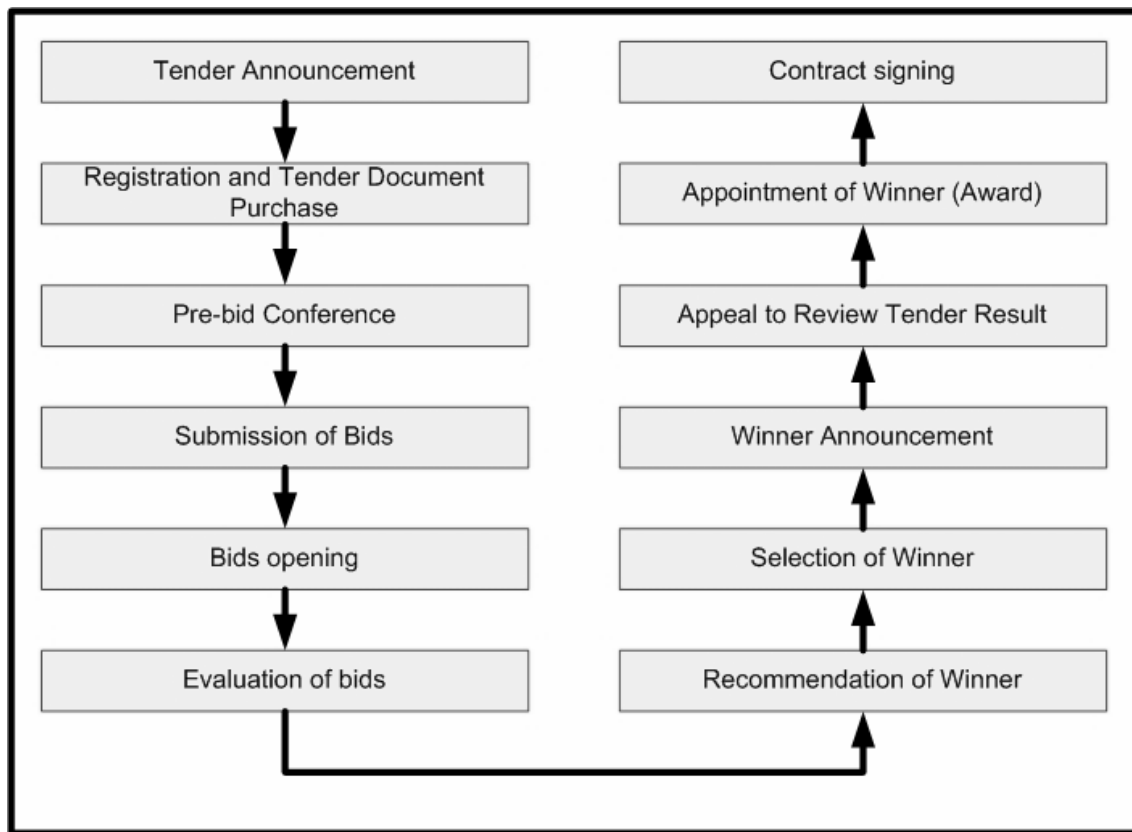 Tender Announcement
Registration and Tender Document
Purchase
Pre-bid Conference
Submission of Bids
Bids opening
Evaluation of bids
Recommendation of Winner
Selection of Winner
Winner Announcement
Appeal to Review Tender Result
Appointment of Winner (Award)
Contract signing